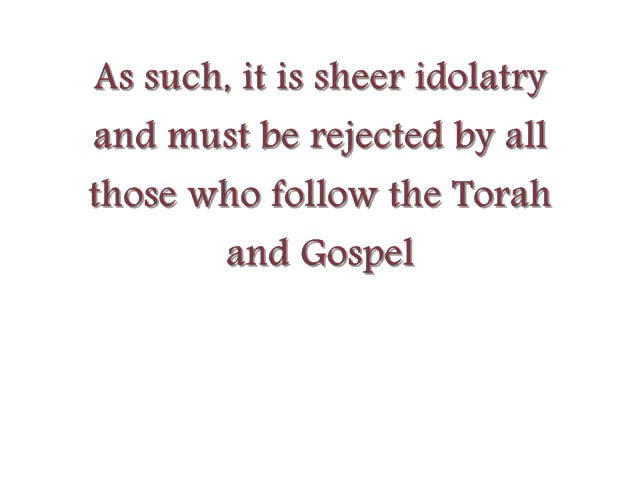 As such, it is sheer idolatry
and must be rejected by all
those who follow the Torah
and Gospel